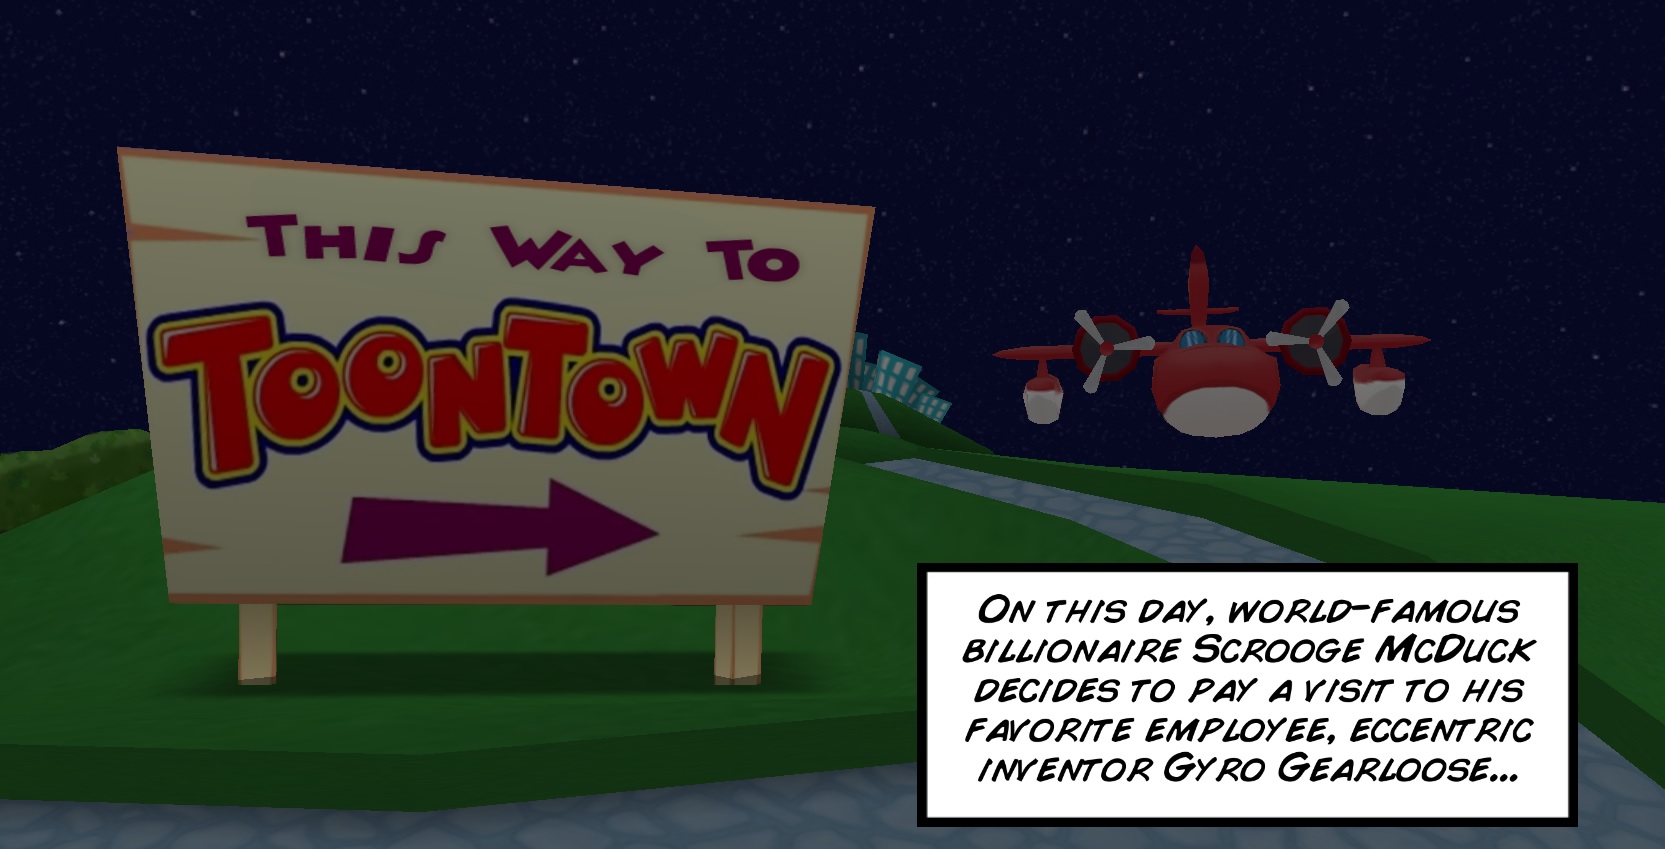 THIS WAY TO
TOONTOWN
ON THIS DAY, WORLD-FAMOUS
BILLIONAIRE SCROOGE MCDUCK
DECIDES TO PAY A VISIT TO HIS
FAVORITE EMPLOYEE, ECCENTRIC
INVENTOR GYRO GEARLOOSE...